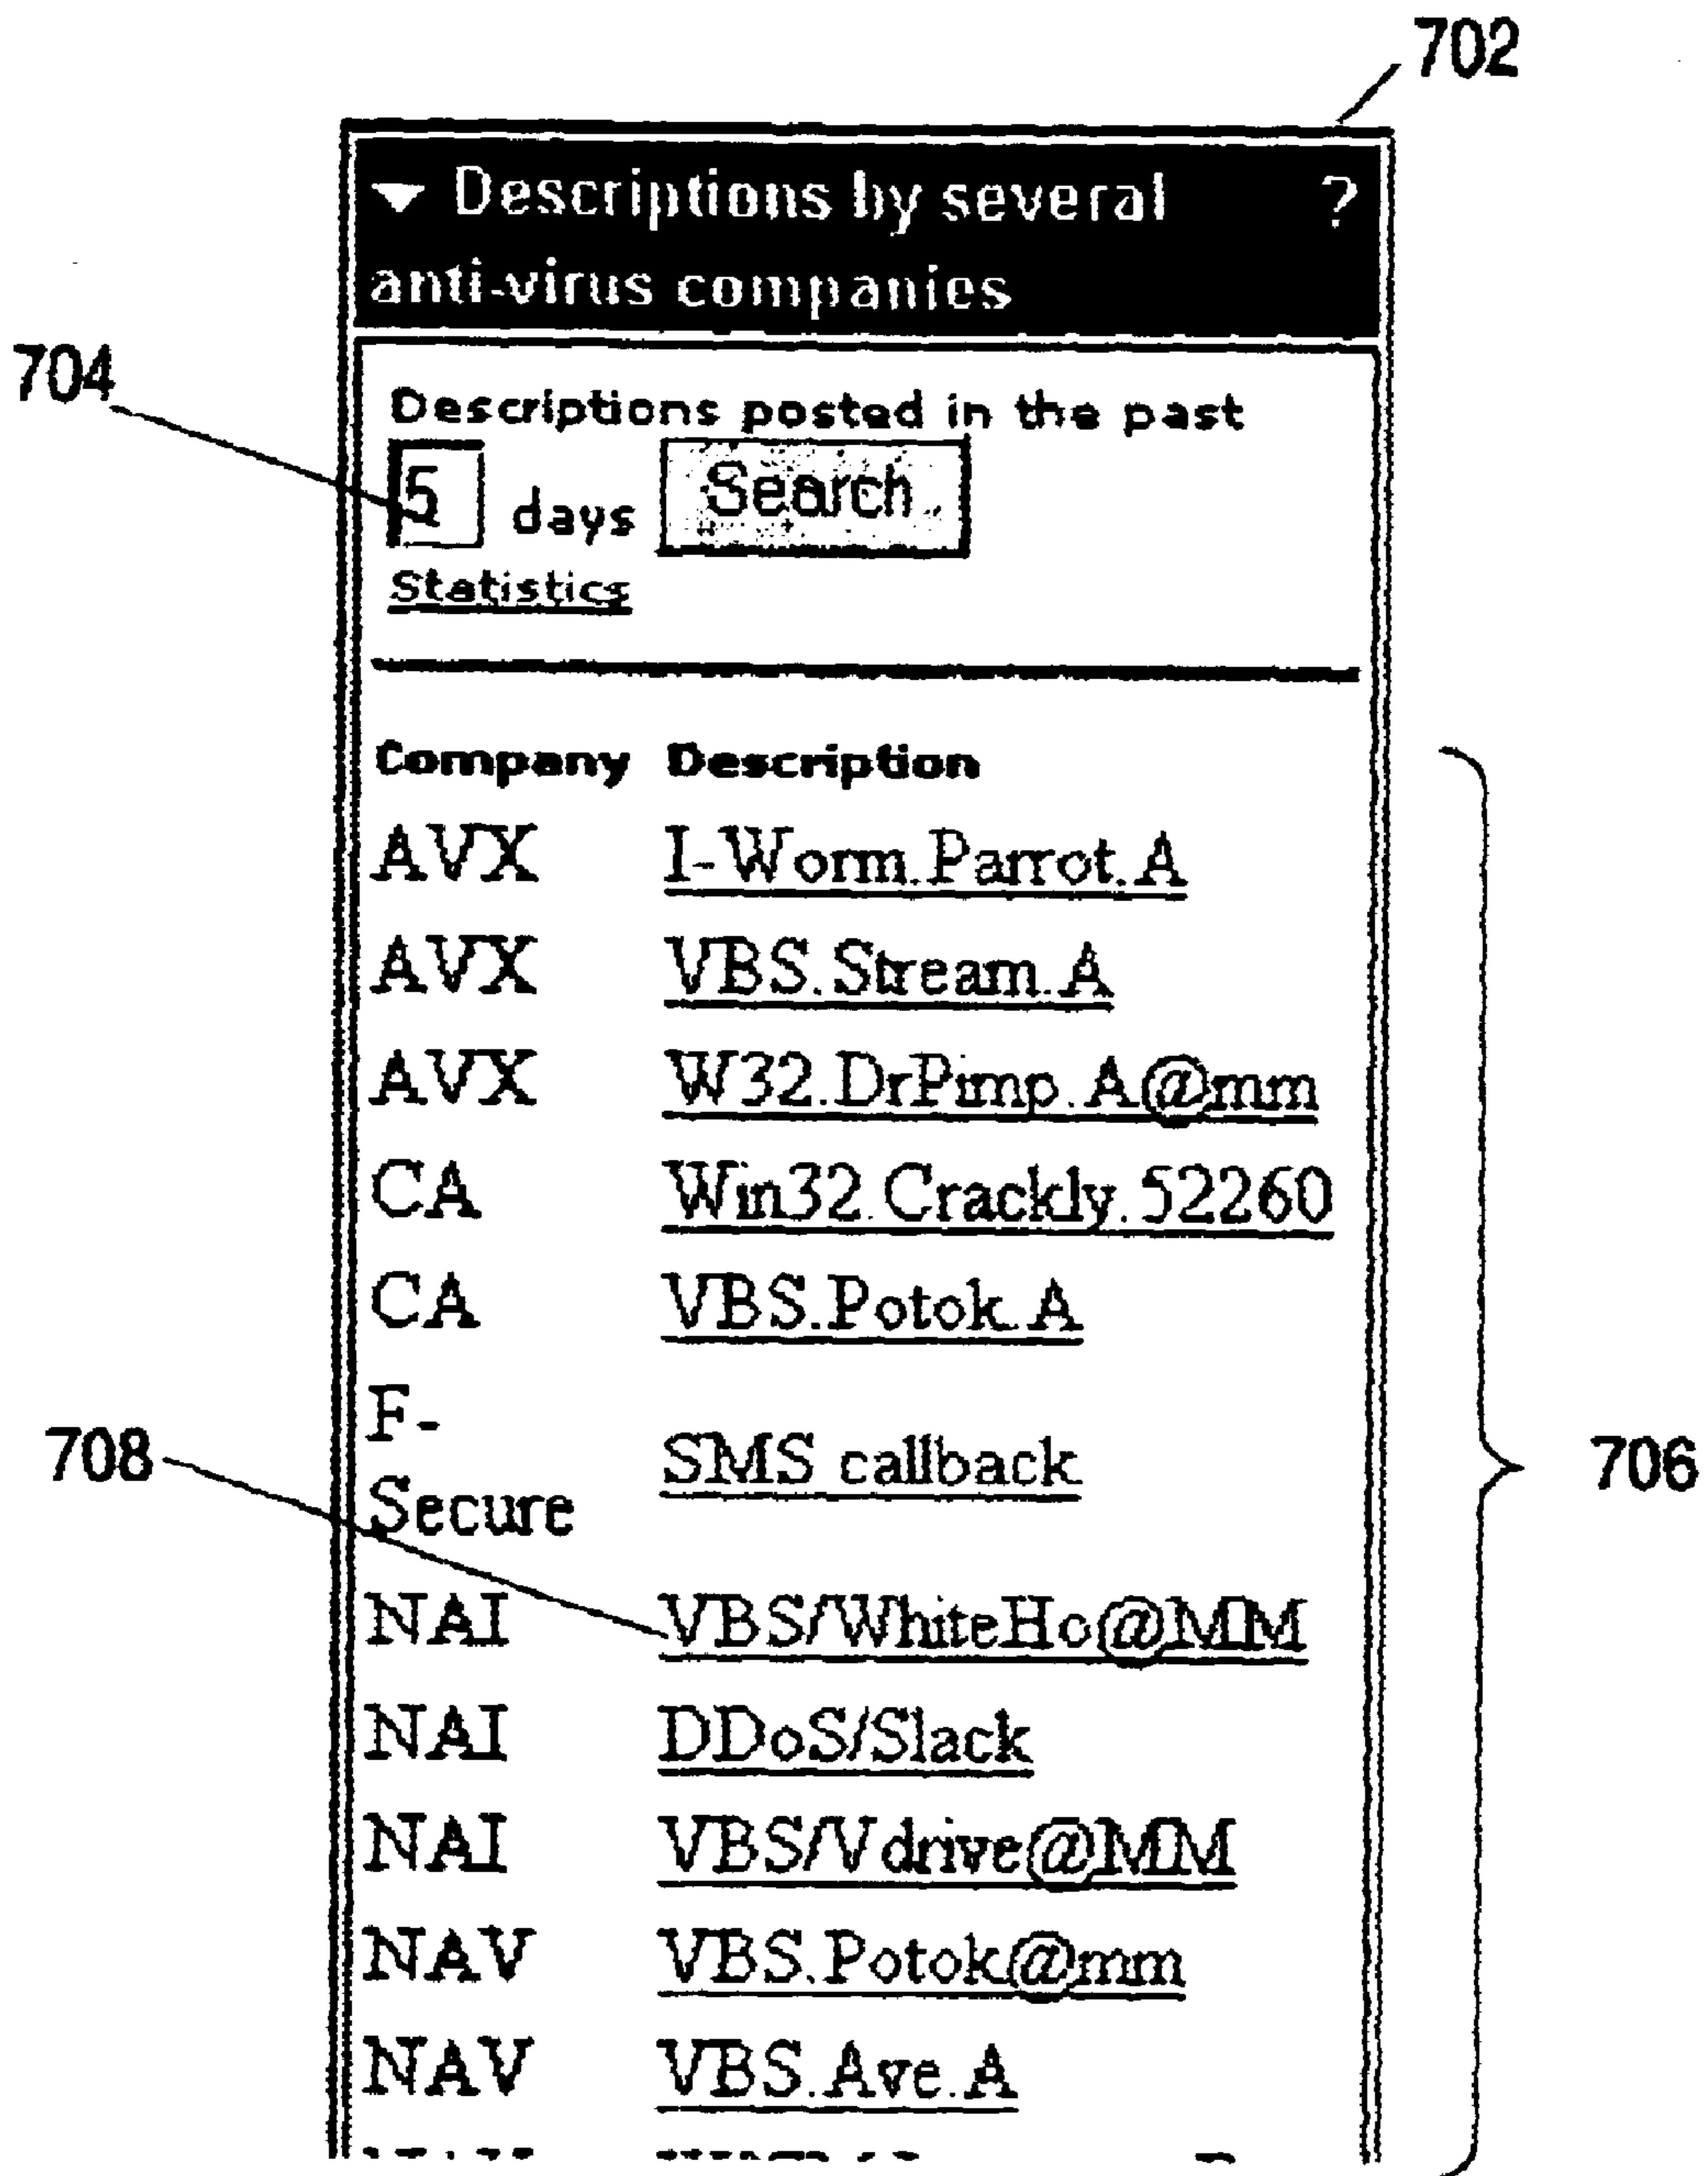 702
Descriptions by several ?
anti-virus companies
704
Descriptions posted in the past
5 days Search
Statistics
Company Description
AVX I-Worm.Parrot.A
AVX VBS.Stream.A
AVX W32.DrPimp.A@mm
CA Win32.Crackly.52260
CA VBS.Potok.A
F-
Secure SMS callback
708
706
NAI VBS/WhiteHo@MM
NAI DDoS/Slack
NAI VBS/Vdrive@MM
NAV VBS.Potok@mm
NAV VBS.Ave.A